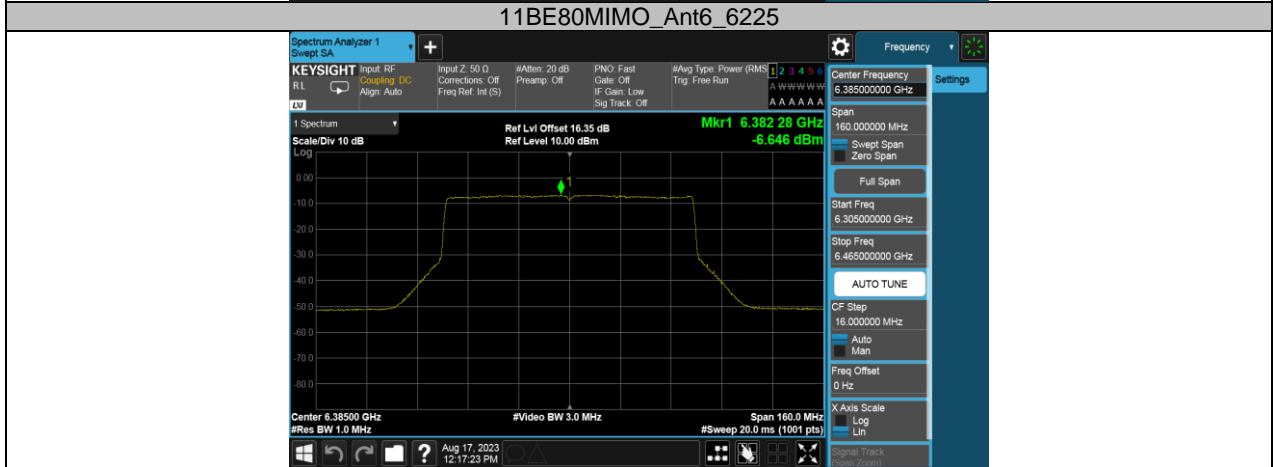 11BE80MIMO_Ant6_6225
Spectrum Analyzer 1
Swept SA
Frequency
KEYSIGHT
RL
LXI
Input: RF
Coupling: DC
Align: Auto
Input Z: 50 Ω
Corrections: Off
Freq Ref: Int (S)
#Atten: 20 dB
Preamp: Off
PNO: Fast
Gate: Off
IF Gain: Low
Sig Track: Off
#Avg Type: Power (RMS
Trig: Free Run
1 2 3 4 5 6
A W W W W W
A A A A A A
Center Frequency
6.385000000 GHz
Settings
Span
160.000000 MHz
Swept Span
Zero Span
Full Span
Start Freq
6.305000000 GHz
Stop Freq
6.465000000 GHz
AUTO TUNE
CF Step
16.000000 MHz
Auto
Man
Freq Offset
0 Hz
X Axis Scale
Log
Lin
Signal Track
(Span Zoom)
1 Spectrum
Scale/Div 10 dB
Ref Lvl Offset 16.35 dB
Ref Level 10.00 dBm
Mkr1 6.382 28 GHz
-6.646 dBm
Log
0.00
1
-10.0
-20.0
-30.0
-40.0
-50.0
-60.0
-70.0
-80.0
Center 6.38500 GHz
#Res BW 1.0 MHz
#Video BW 3.0 MHz
Span 160.0 MHz
#Sweep 20.0 ms (1001 pts)
?
Aug 17, 2023
12:17:23 PM